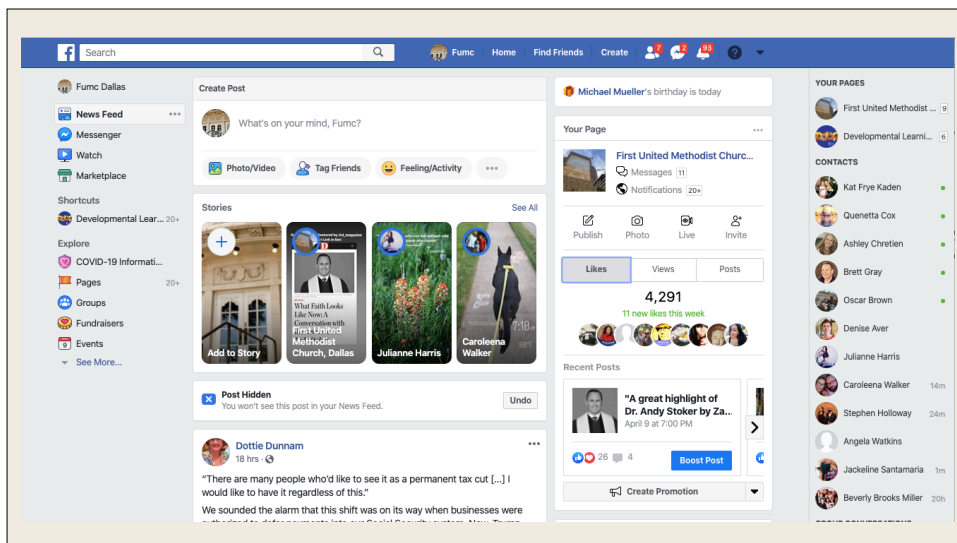 Search
Fumc
Home
Find Friends
Create
7
2
93
Fumc Dallas
News Feed
Messenger
Watch
Marketplace
Shortcuts
Developmental Lear... 20+
Explore
COVID-19 Informati...
Pages 20+
Groups
Fundraisers
9 Events
See More...
Create Post
What's on your mind, Fumc?
Photo/Video
Tag Friends
Feeling/Activity
Stories
See All
Add to Story
What Faith Looks
Like Now: A
Conversation with
First United
Methodist
Church, Dallas
Julianne Harris
7:18
Caroleena
Walker
Post Hidden
You won't see this post in your News Feed.
Undo
Dottie Dunnam
18 hrs ·
“There are many people who’d like to see it as a permanent tax cut [...] I
would like to have it regardless of this.”
We sounded the alarm that this shift was on its way when businesses were
Michael Mueller's birthday is today
Your Page
First United Methodist Churc...
Messages 11
Notifications 20+
Publish
Photo
Live
Invite
Likes
Views
Posts
4,291
11 new likes this week
Recent Posts
"A great highlight of
Dr. Andy Stoker by Za...
April 9 at 7:00 PM
26
4
Boost Post
Create Promotion
YOUR PAGES
First United Methodist ... 9
Developmental Learni... 6
CONTACTS
Kat Frye Kaden
Quenetta Cox
Ashley Chretien
Brett Gray
Oscar Brown
Denise Aver
Julianne Harris
Caroleena Walker 14m
Stephen Holloway 24m
Angela Watkins
Jackeline Santamaria 1m
Beverly Brooks Miller 20h